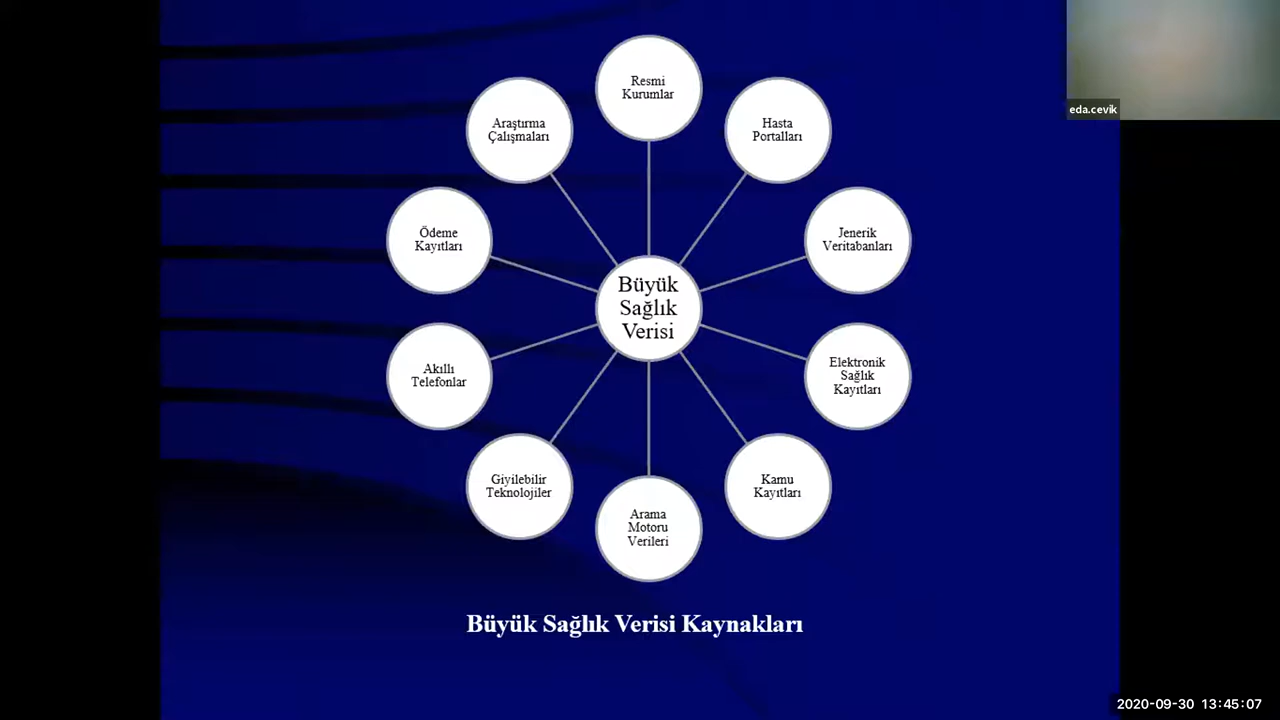 Resmi
Kurumlar
Hasta
Portalları
Jenerik
Veritabanları
Elektronik
Sağlık
Kayıtları
Kamu
Kayıtları
Arama
Motoru
Verileri
Giyilebilir
Teknolojiler
Akıllı
Telefonlar
Ödeme
Kayıtları
Araştırma
Çalışmaları
Büyük
Sağlık
Verisi
Büyük Sağlık Verisi Kaynakları
eda.cevik
2020-09-30 13:45:07